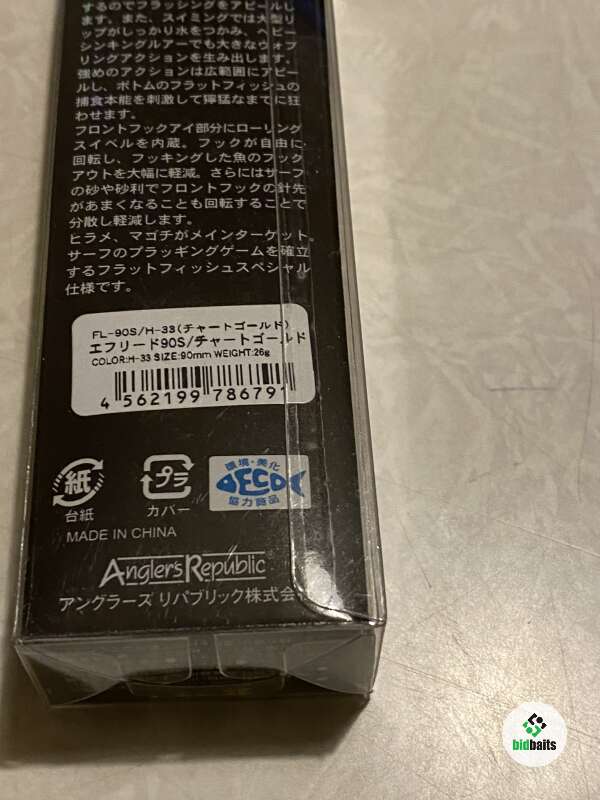 するのでフラッシングをアピールし
ます。また、スイミングでは大型リ
ップがしっかり水をつかみ、ヘビー
シンキングルアーでも大きなウォブ
リンクアクションを生み出します。
強めのアクションは広範囲にアピー
ルし、ボトムのフラットフィッシュの
捕食本能を刺激して獰猛なまでに狂
わせます。
フロントフックアイ部分にローリング
スイベルを内蔵。フックが自由に
回転し、フッキングした魚のフック
アウトを大幅に軽減。さらにはサーフ
の砂や砂利でフロントフックの針先
があまくなることも回転することで
分散し軽減します。
ヒラメ、マゴチがメインターゲット。
サーフのプラッギングゲームを確立
するフラットフィッシュスペシャル
仕様です。
FL-90S/H-33(チャートゴールド)
エフリード90S/チャートゴールド
COLOR:H-33 SIZE:90mm WEIGHT:26g
4 562199 786791
紙
台紙
プラ
カバー
環境・美化
DECO
協力商品
MADE IN CHINA
Anglers Republic
アングラーズ リパブリック株式会社
bidbaits